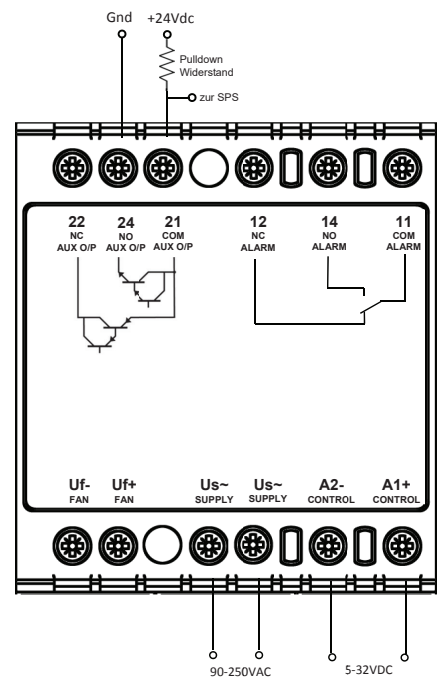 Gnd +24Vdc
Pulldown
Widerstand
zur SPS
22 24 21 12 14 11
NC NO COM NC NO COM
AUX O/P AUX O/P AUX O/P ALARM ALARM ALARM
Uf- Uf+ Us~ Us~ A2- A1+
FAN FAN SUPPLY SUPPLY CONTROL CONTROL
90-250VAC 5-32VDC